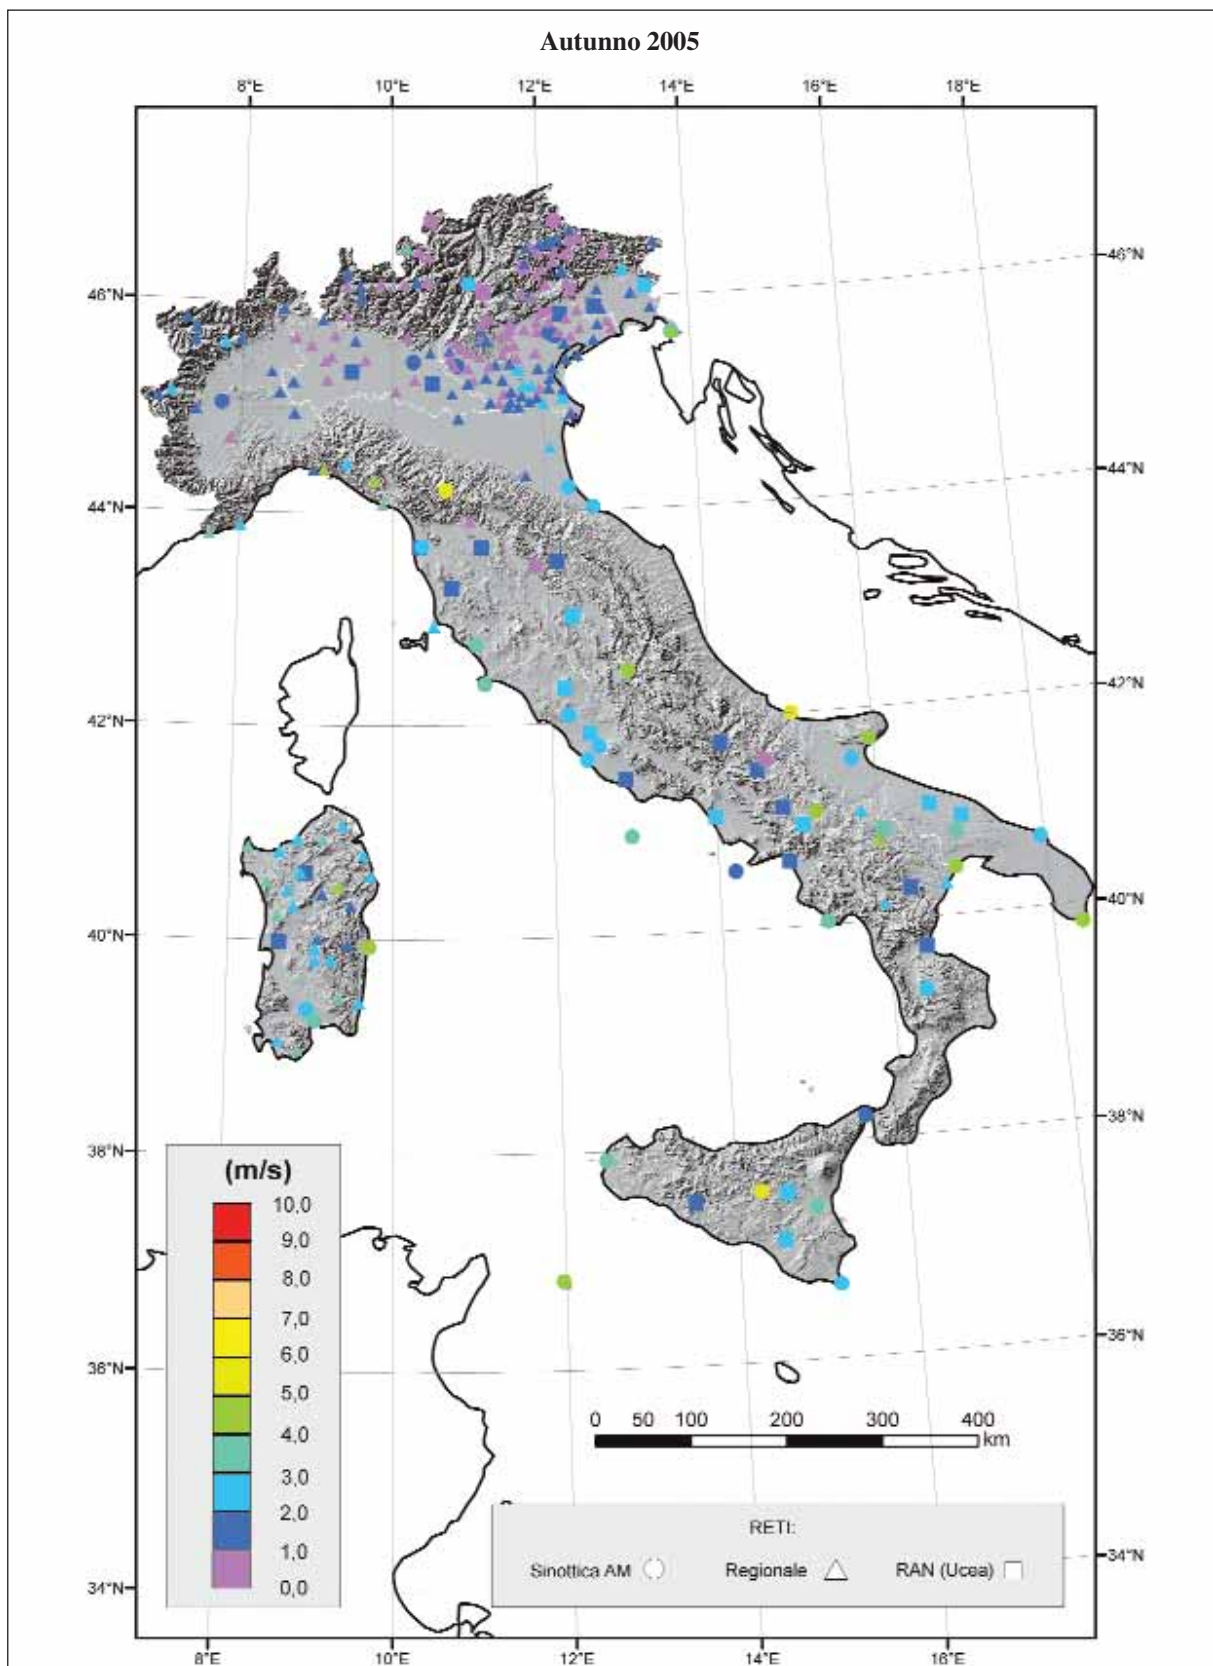 Autunno 2005
8°E 10°E 12°E 14°E 16°E 18°E
46°N 46°N
44°N 44°N
42°N 42°N
40°N 40°N
38°N 38°N
36°N 36°N
34°N 34°N
(m/s)
10,0
9,0
8,0
7,0
6,0
5,0
4,0
3,0
2,0
1,0
0,0
0 50 100 200 300 400
km
RETI:
Sinottica AM Regionale RAN (Ucea)
8°E 10°E 12°E 14°E 16°E